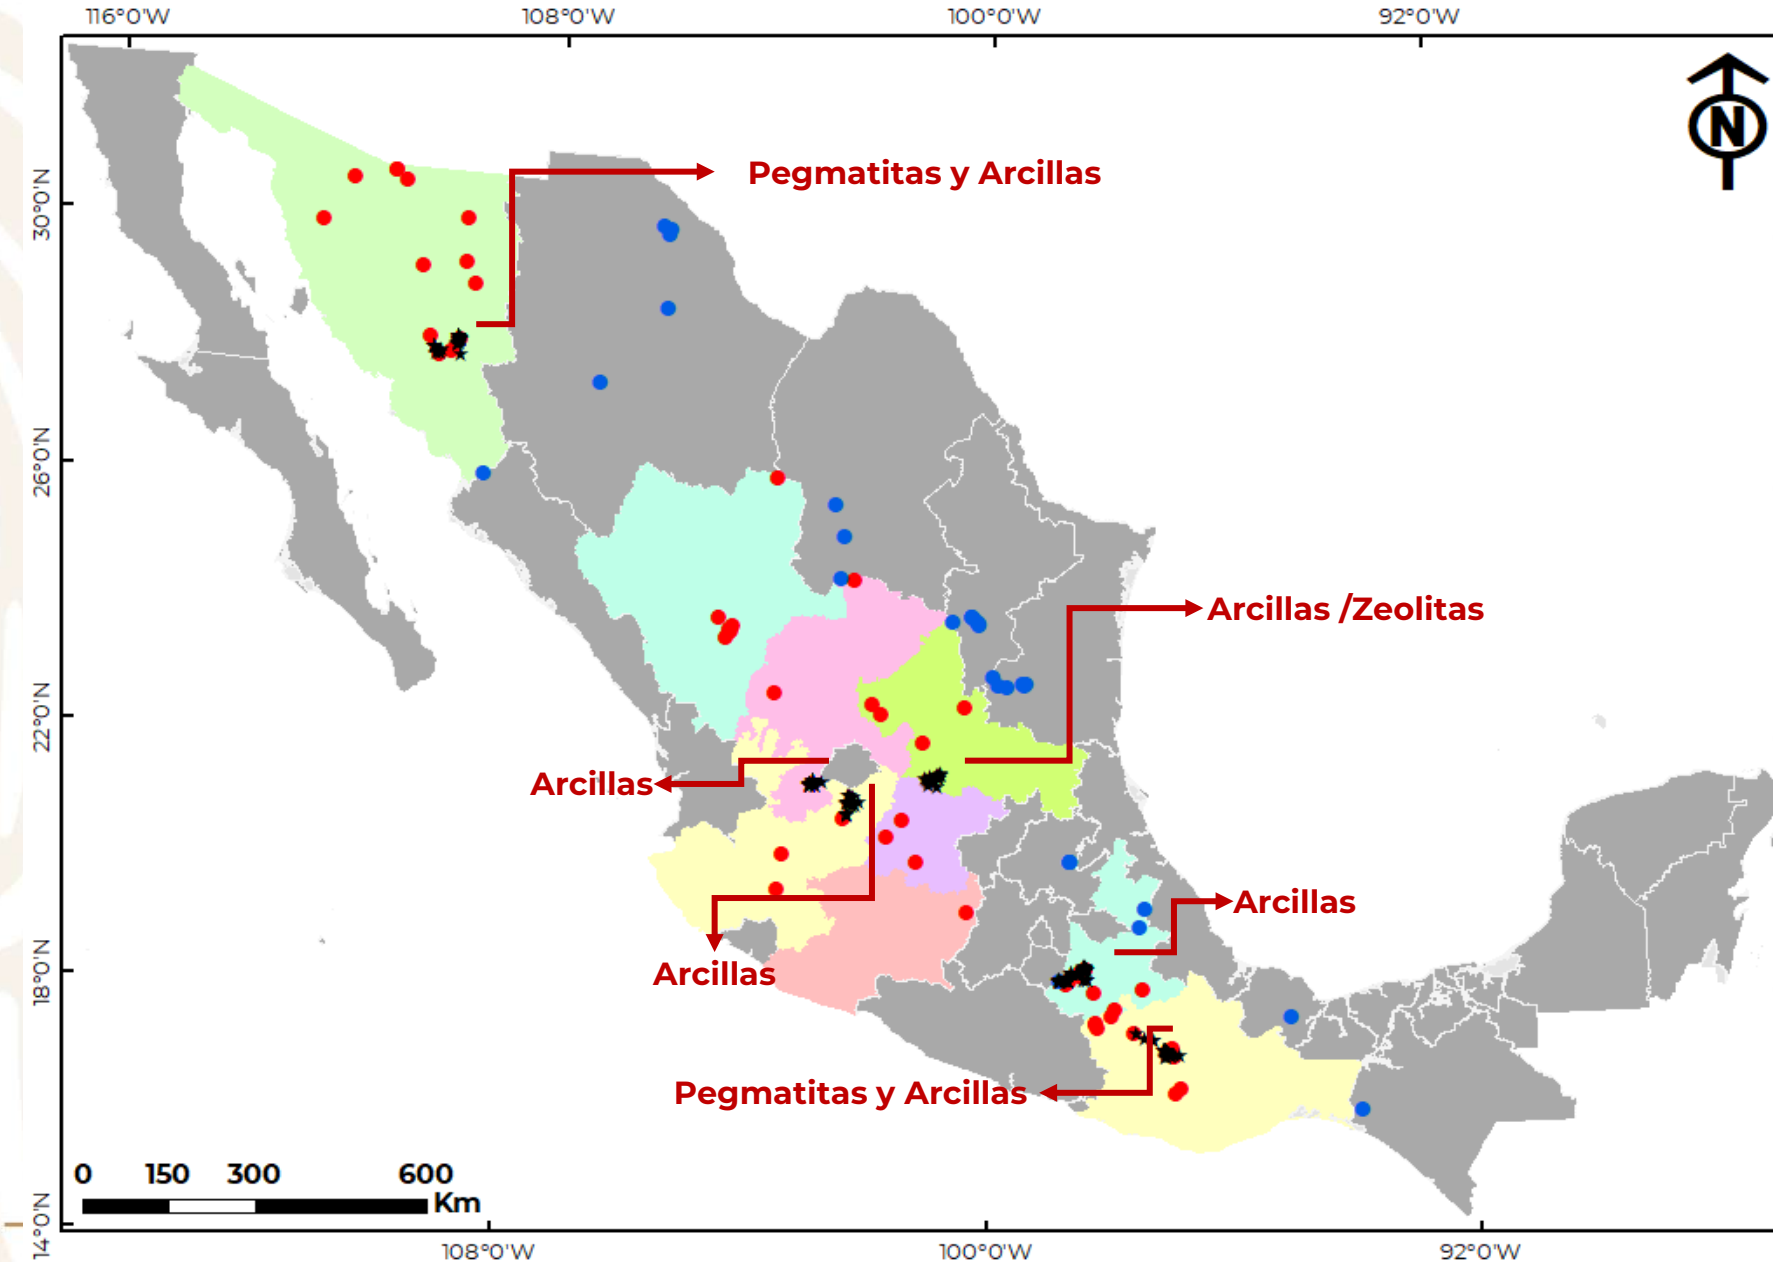 116°0'W 108°0'W 100°0'W 92°0'W
N
Pegmatitas y Arcillas
30°0'N
26°0'N
Arcillas /Zeolitas
22°0'N
Arcillas
Arcillas
Arcillas
18°0'N
Pegmatitas y Arcillas
0 150 300 600
Km
14°0'N
108°0'W 100°0'W 92°0'W